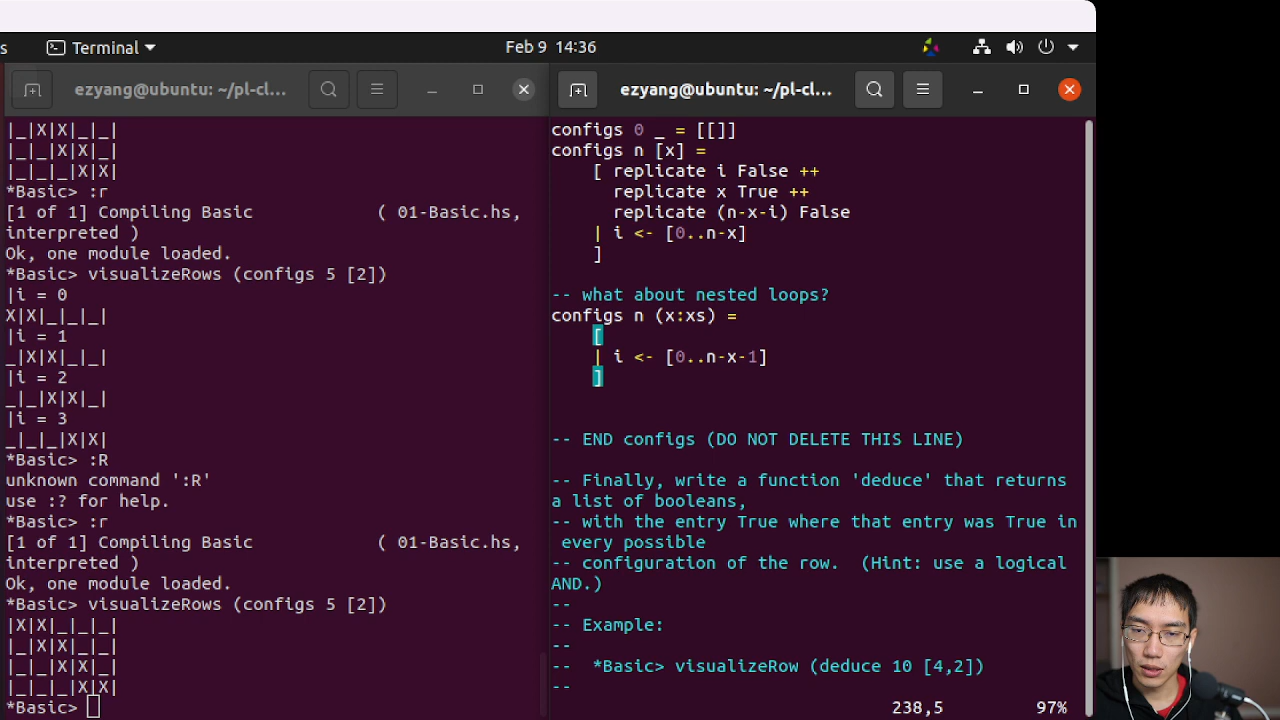 s Terminal Feb 9 14:36
ezyang@ubuntu: ~/pl-cl...
|_|X|X|_|_|
|_|_|X|X|_|
|_|_|_|X|X|
*Basic> :r
[1 of 1] Compiling Basic            ( 01-Basic.hs,
interpreted )
Ok, one module loaded.
*Basic> visualizeRows (configs 5 [2])
|i = 0
X|X|_|_|_|
|i = 1
_|X|X|_|_|
|i = 2
_|_|X|X|_|
|i = 3
_|_|_|X|X|
*Basic> :R
unknown command ':R'
use :? for help.
*Basic> :r
[1 of 1] Compiling Basic            ( 01-Basic.hs,
interpreted )
Ok, one module loaded.
*Basic> visualizeRows (configs 5 [2])
|X|X|_|_|_|
|_|X|X|_|_|
|_|_|X|X|_|
|_|_|_|X|X|
*Basic>
ezyang@ubuntu: ~/pl-cl...
configs 0 _ = [[]]
configs n [x] =
    [ replicate i False ++
      replicate x True ++
      replicate (n-x-i) False
    | i <- [0..n-x]
    ]
-- what about nested loops?
configs n (x:xs) =
    [
    | i <- [0..n-x-1]
    ]
-- END configs (DO NOT DELETE THIS LINE)
-- Finally, write a function 'deduce' that returns
a list of booleans,
-- with the entry True where that entry was True in
 every possible
-- configuration of the row.  (Hint: use a logical
AND.)
--
-- Example:
--
--  *Basic> visualizeRow (deduce 10 [4,2])
--
238,5 97%